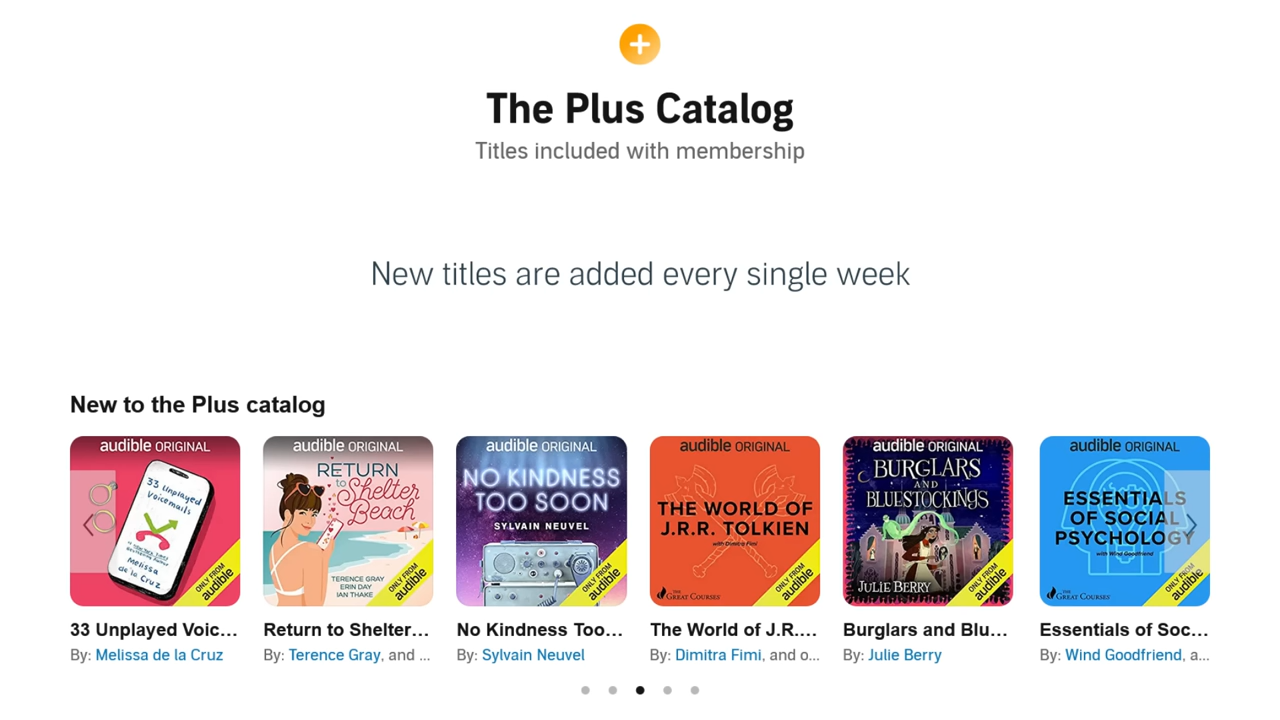 The Plus Catalog
Titles included with membership
New titles are added every single week
New to the Plus catalog
audible ORIGINAL
33 Unplayed
Voicemails
Melissa
de la Cruz
ONLY FROM
audible
audible ORIGINAL
RETURN
to Shelter
Beach
TERENCE GRAY
ERIN DAY
IAN THAKE
ONLY FROM
audible
audible ORIGINAL
NO KINDNESS
TOO SOON
SYLVAIN NEUVEL
ONLY FROM
audible
audible ORIGINAL
THE WORLD OF
J.R.R. TOLKIEN
with Dimitra Fimi
THE
GREAT COURSES
ONLY FROM
audible
audible ORIGINAL
BURGLARS
AND
BLUESTOCKINGS
JULIE BERRY
ONLY FROM
audible
audible ORIGINAL
ESSENTIALS
OF SOCIAL
PSYCHOLOGY
with Wind Goodfriend
THE
GREAT COURSES
ONLY FROM
audible
33 Unplayed Voic...
By: Melissa de la Cruz
Return to Shelter...
By: Terence Gray, and ...
No Kindness Too...
By: Sylvain Neuvel
The World of J.R....
By: Dimitra Fimi, and o...
Burglars and Blu...
By: Julie Berry
Essentials of Soc...
By: Wind Goodfriend, a...